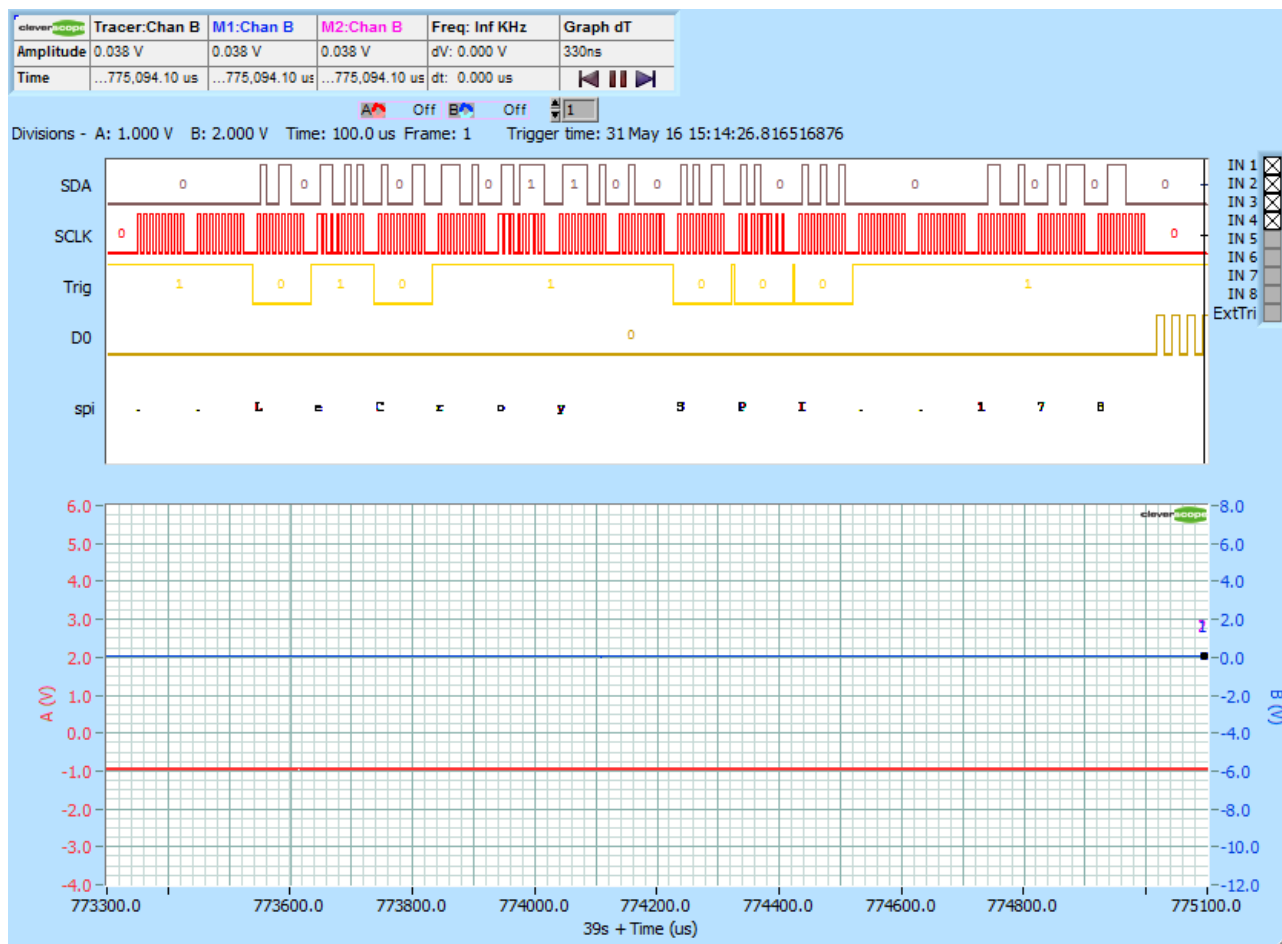 cleverscope Tracer:Chan B M1:Chan B M2:Chan B Freq: Inf KHz Graph dT
Amplitude 0.038 V 0.038 V 0.038 V dV: 0.000 V 330ns
Time ...775,094.10 us ...775,094.10 us ...775,094.10 us dt: 0.000 us
A Off B Off 1
Divisions - A: 1.000 V B: 2.000 V Time: 100.0 us Frame: 1 Trigger time: 31 May 16 15:14:26.816516876
SDA 0 0 0 0 1 1 0 0 0 0 0 0 0
SCLK 0 0
Trig 1 0 1 0 1 0 0 0 1
D0 0
spi . . L e C r o y S P I . . 1 7 8
IN 1
IN 2
IN 3
IN 4
IN 5
IN 6
IN 7
IN 8
ExtTri
cleverscope
6.0 8.0
5.0 6.0
4.0 4.0
3.0 2.0
2.0 0.0
1.0 -2.0
0.0 -4.0
-1.0 -6.0
-2.0 -8.0
-3.0 -10.0
-4.0 -12.0
A (V)
B (V)
773300.0 773600.0 773800.0 774000.0 774200.0 774400.0 774600.0 774800.0 775100.0
39s + Time (us)